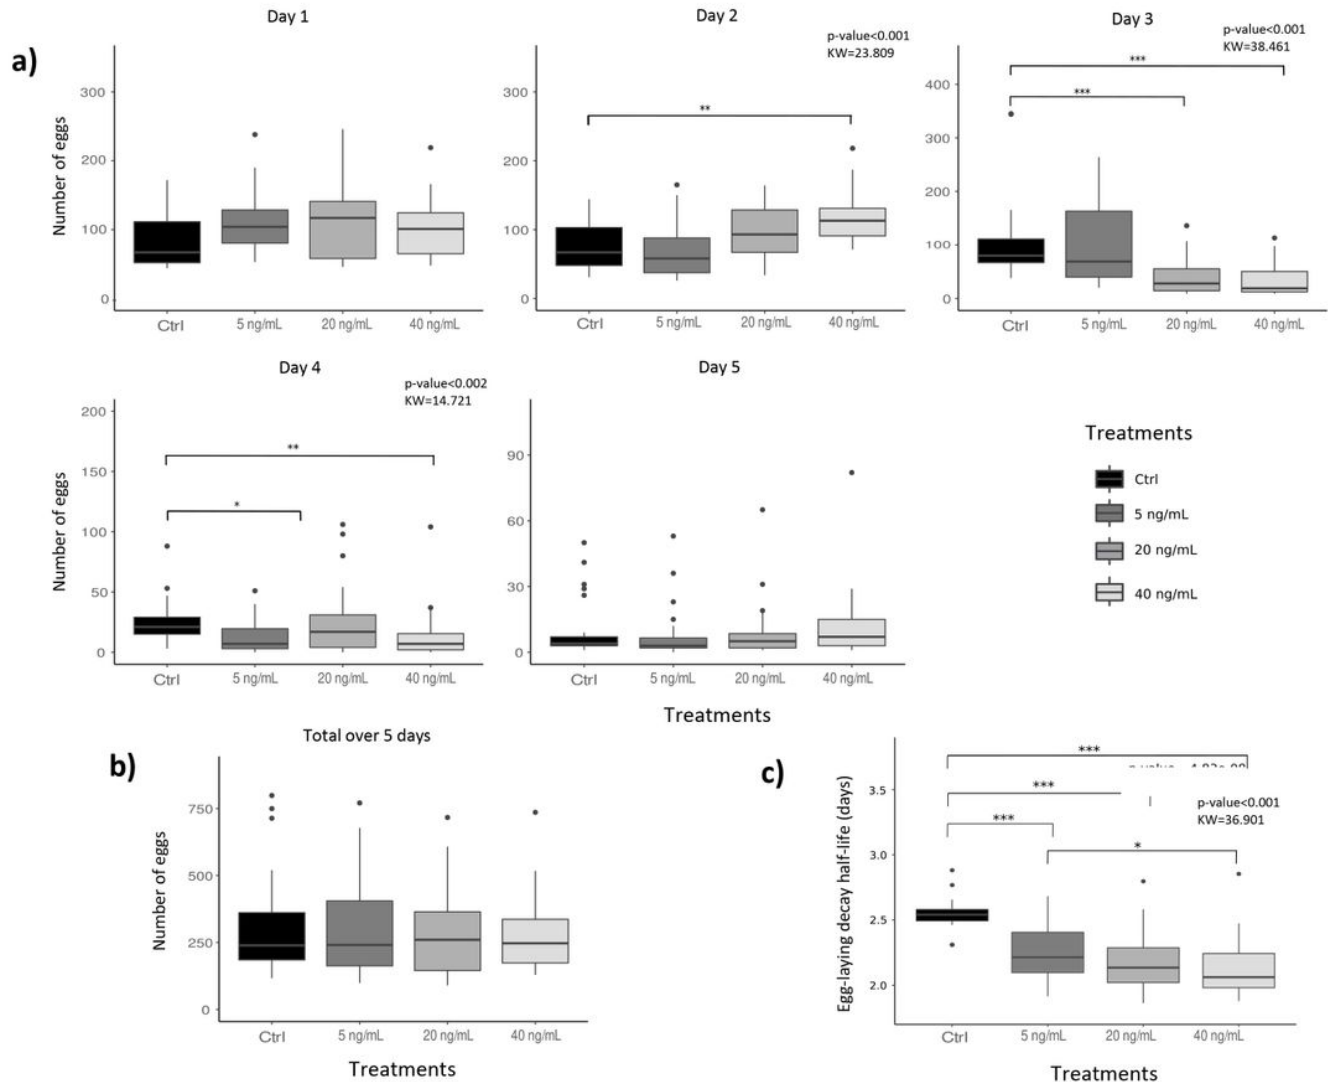 a)
Day 1
Number of eggs
300
200
100
0
Ctrl
5 ng/mL
20 ng/mL
40 ng/mL
Day 2
p-value<0.001
KW=23.809
**
300
200
100
0
Ctrl
5 ng/mL
20 ng/mL
40 ng/mL
Day 3
p-value<0.001
KW=38.461
***
***
400
300
200
100
0
Ctrl
5 ng/mL
20 ng/mL
40 ng/mL
Day 4
p-value<0.002
KW=14.721
**
*
Number of eggs
200
150
100
50
0
Ctrl
5 ng/mL
20 ng/mL
40 ng/mL
Day 5
90
60
30
0
Ctrl
5 ng/mL
20 ng/mL
40 ng/mL
Treatments
Treatments
Ctrl
5 ng/mL
20 ng/mL
40 ng/mL
b)
Total over 5 days
Number of eggs
750
500
250
0
Ctrl
5 ng/mL
20 ng/mL
40 ng/mL
Treatments
c)
***
***
***
*
p-value<0.001
KW=36.901
Egg-laying decay half-life (days)
3.5
3.0
2.5
2.0
Ctrl
5 ng/mL
20 ng/mL
40 ng/mL
Treatments